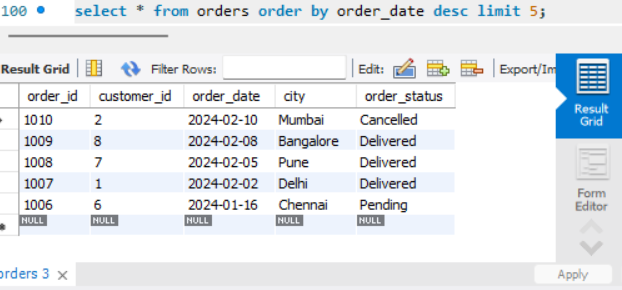 100 select * from orders order by order_date desc limit 5;
Result Grid Filter Rows: Edit: Export/Im
order_id customer_id order_date city order_status
1010 2 2024-02-10 Mumbai Cancelled
1009 8 2024-02-08 Bangalore Delivered
1008 7 2024-02-05 Pune Delivered
1007 1 2024-02-02 Delhi Delivered
1006 6 2024-01-16 Chennai Pending
NULL NULL NULL NULL NULL
Result
Grid
Form
Editor
orders 3 Apply